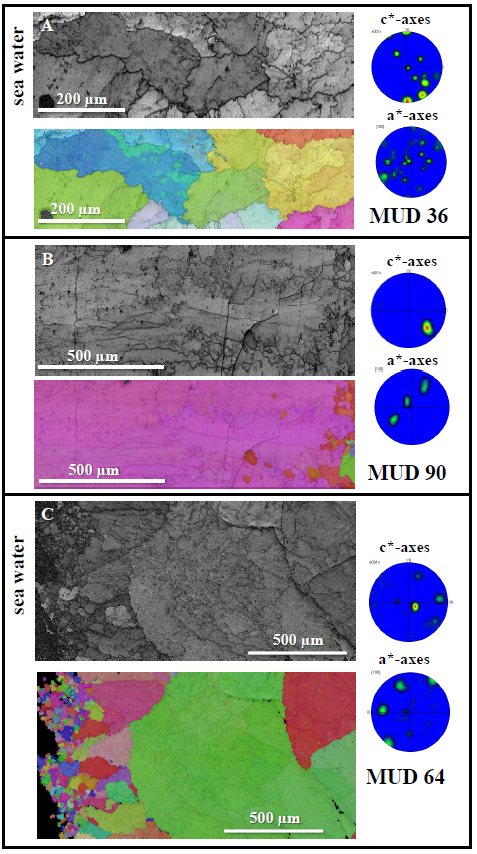 sea water
A
200 µm
200 µm
c*-axes
a*-axes
MUD 36
B
500 µm
500 µm
c*-axes
a*-axes
MUD 90
sea water
C
500 µm
500 µm
c*-axes
a*-axes
MUD 64